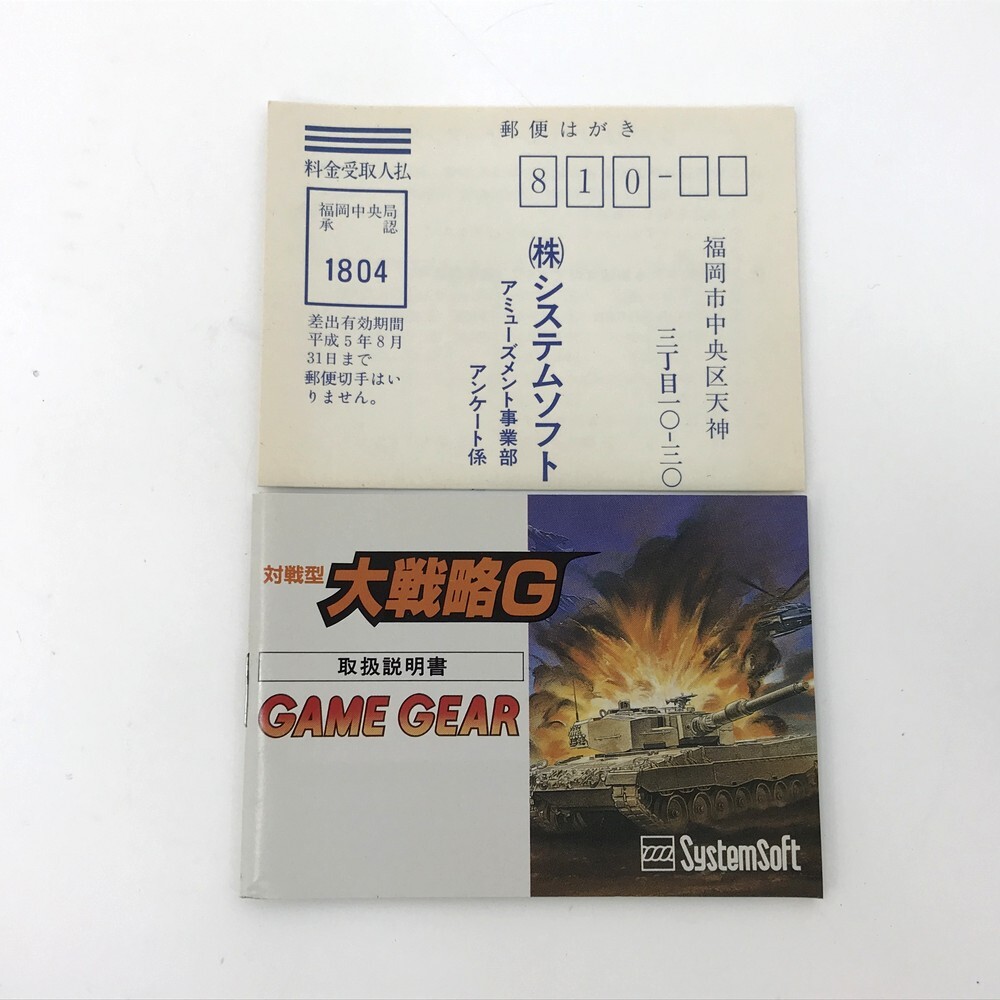 郵便はがき
料金受取人払
福岡中央局
承認
1804
差出有効期間
平成5年8月
31日まで
郵便切手はい
りません。
810-
福岡市中央区天神
三丁目一〇-三〇
㈱システムソフト
アミューズメント事業部
アンケート係
対戦型 大戦略G
取扱説明書
GAME GEAR
SystemSoft